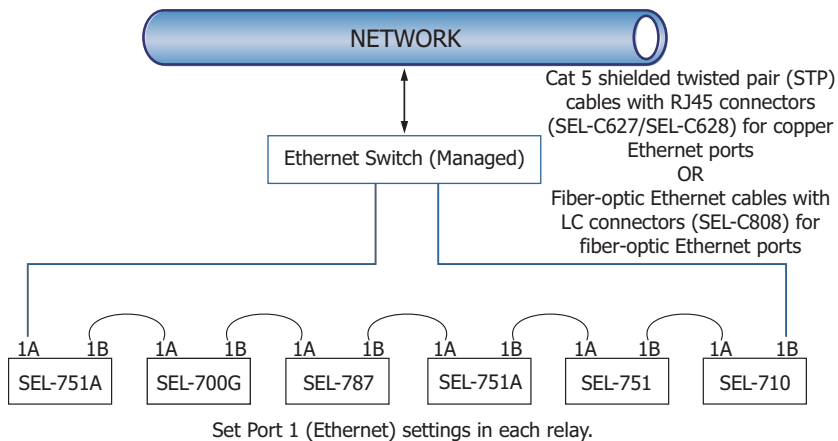 NETWORK
Cat 5 shielded twisted pair (STP)
cables with RJ45 connectors
(SEL-C627/SEL-C628) for copper
Ethernet ports
OR
Fiber-optic Ethernet cables with
LC connectors (SEL-C808) for
fiber-optic Ethernet ports
Ethernet Switch (Managed)
1A 1B 1A 1B 1A 1B 1A 1B 1A 1B 1A 1B
SEL-751A SEL-700G SEL-787 SEL-751A SEL-751 SEL-710
Set Port 1 (Ethernet) settings in each relay.